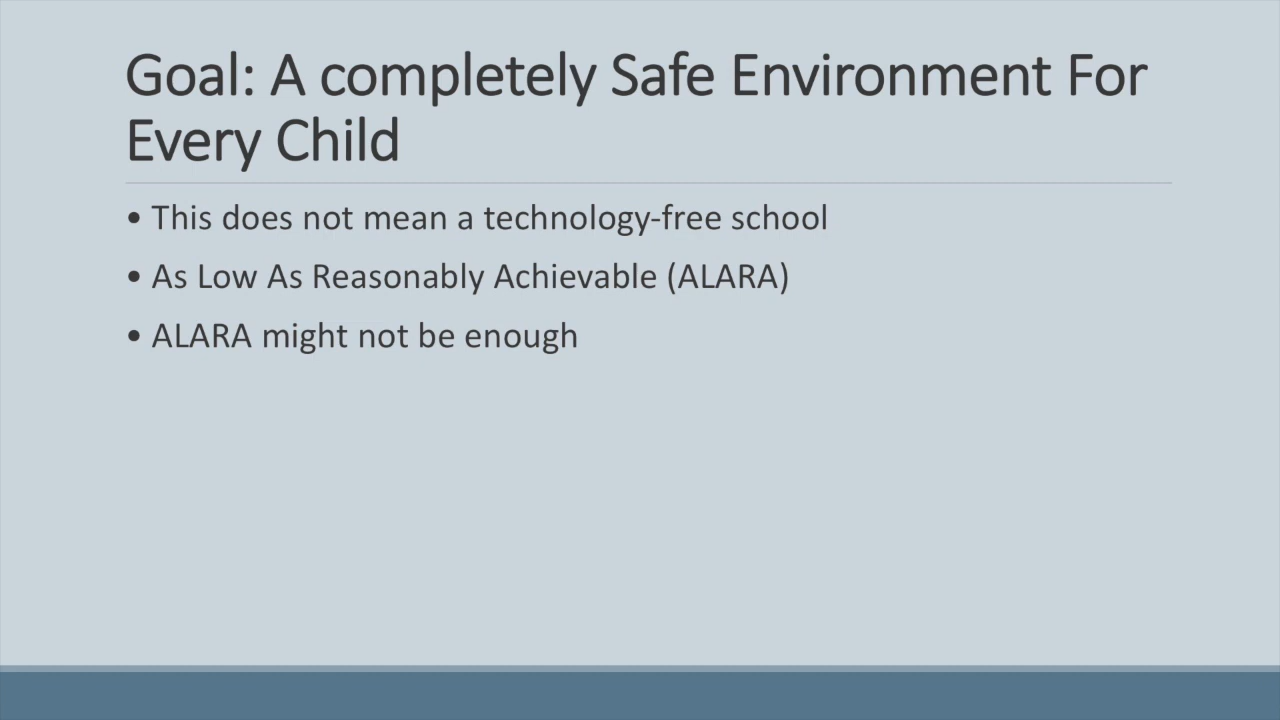 Goal: A completely Safe Environment For
Every Child
• This does not mean a technology-free school
• As Low As Reasonably Achievable (ALARA)
• ALARA might not be enough